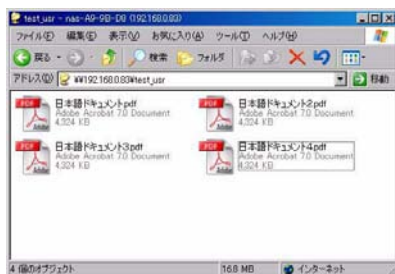 test_usr - nas-A9-9B-D8 (192.168.0.83)
ファイル(F) 編集(E) 表示(V) お気に入り(A) ツール(T) ヘルプ(H)
戻る 検索 フォルダ
アドレス(D) ¥¥192.168.0.83¥test_usr 移動
日本語ドキュメント.pdf
Adobe Acrobat 7.0 Document
4,324 KB
日本語ドキュメント2.pdf
Adobe Acrobat 7.0 Document
4,324 KB
日本語ドキュメント3.pdf
Adobe Acrobat 7.0 Document
4,324 KB
日本語ドキュメント4.pdf
Adobe Acrobat 7.0 Document
4,324 KB
4 個のオブジェクト 16.8 MB インターネット